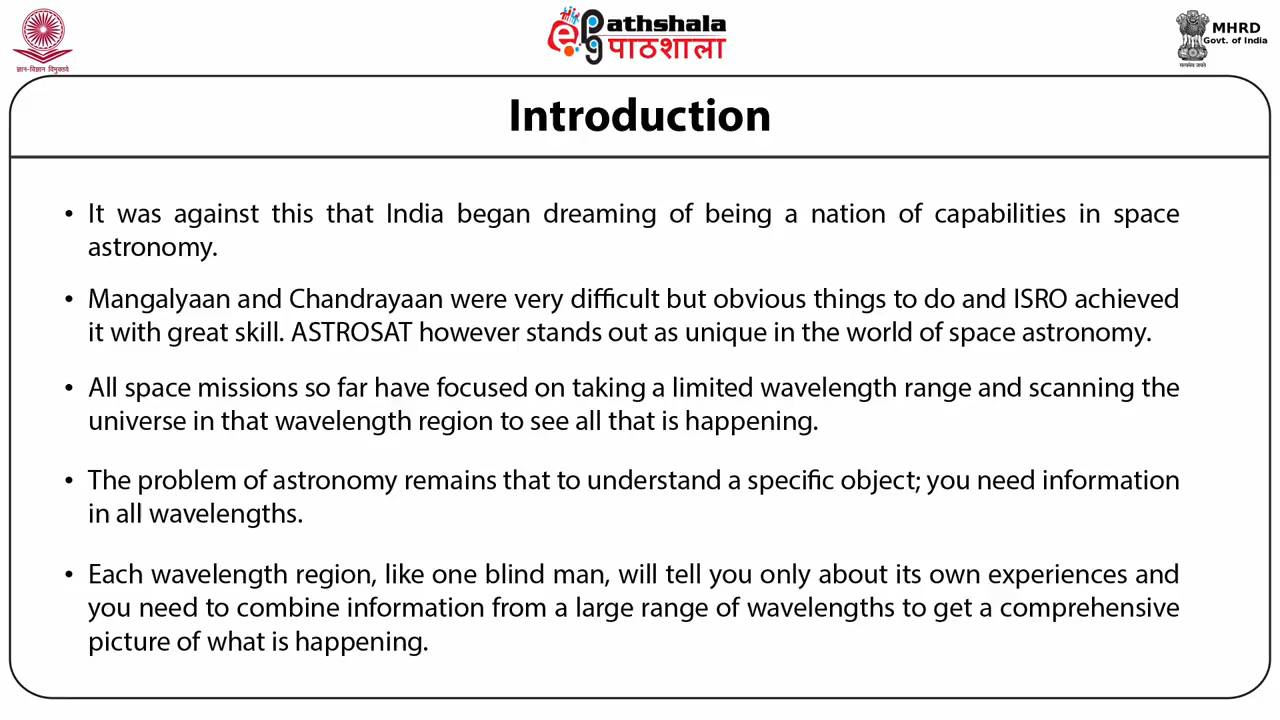 ज्ञान-विज्ञान विमुक्तये
ePG Pathshala
पाठशाला
MHRD
Govt. of India
सत्यमेव जयते
Introduction
• It was against this that India began dreaming of being a nation of capabilities in space
astronomy.
• Mangalyaan and Chandrayaan were very difficult but obvious things to do and ISRO achieved
it with great skill. ASTROSAT however stands out as unique in the world of space astronomy.
• All space missions so far have focused on taking a limited wavelength range and scanning the
universe in that wavelength region to see all that is happening.
• The problem of astronomy remains that to understand a specific object; you need information
in all wavelengths.
• Each wavelength region, like one blind man, will tell you only about its own experiences and
you need to combine information from a large range of wavelengths to get a comprehensive
picture of what is happening.